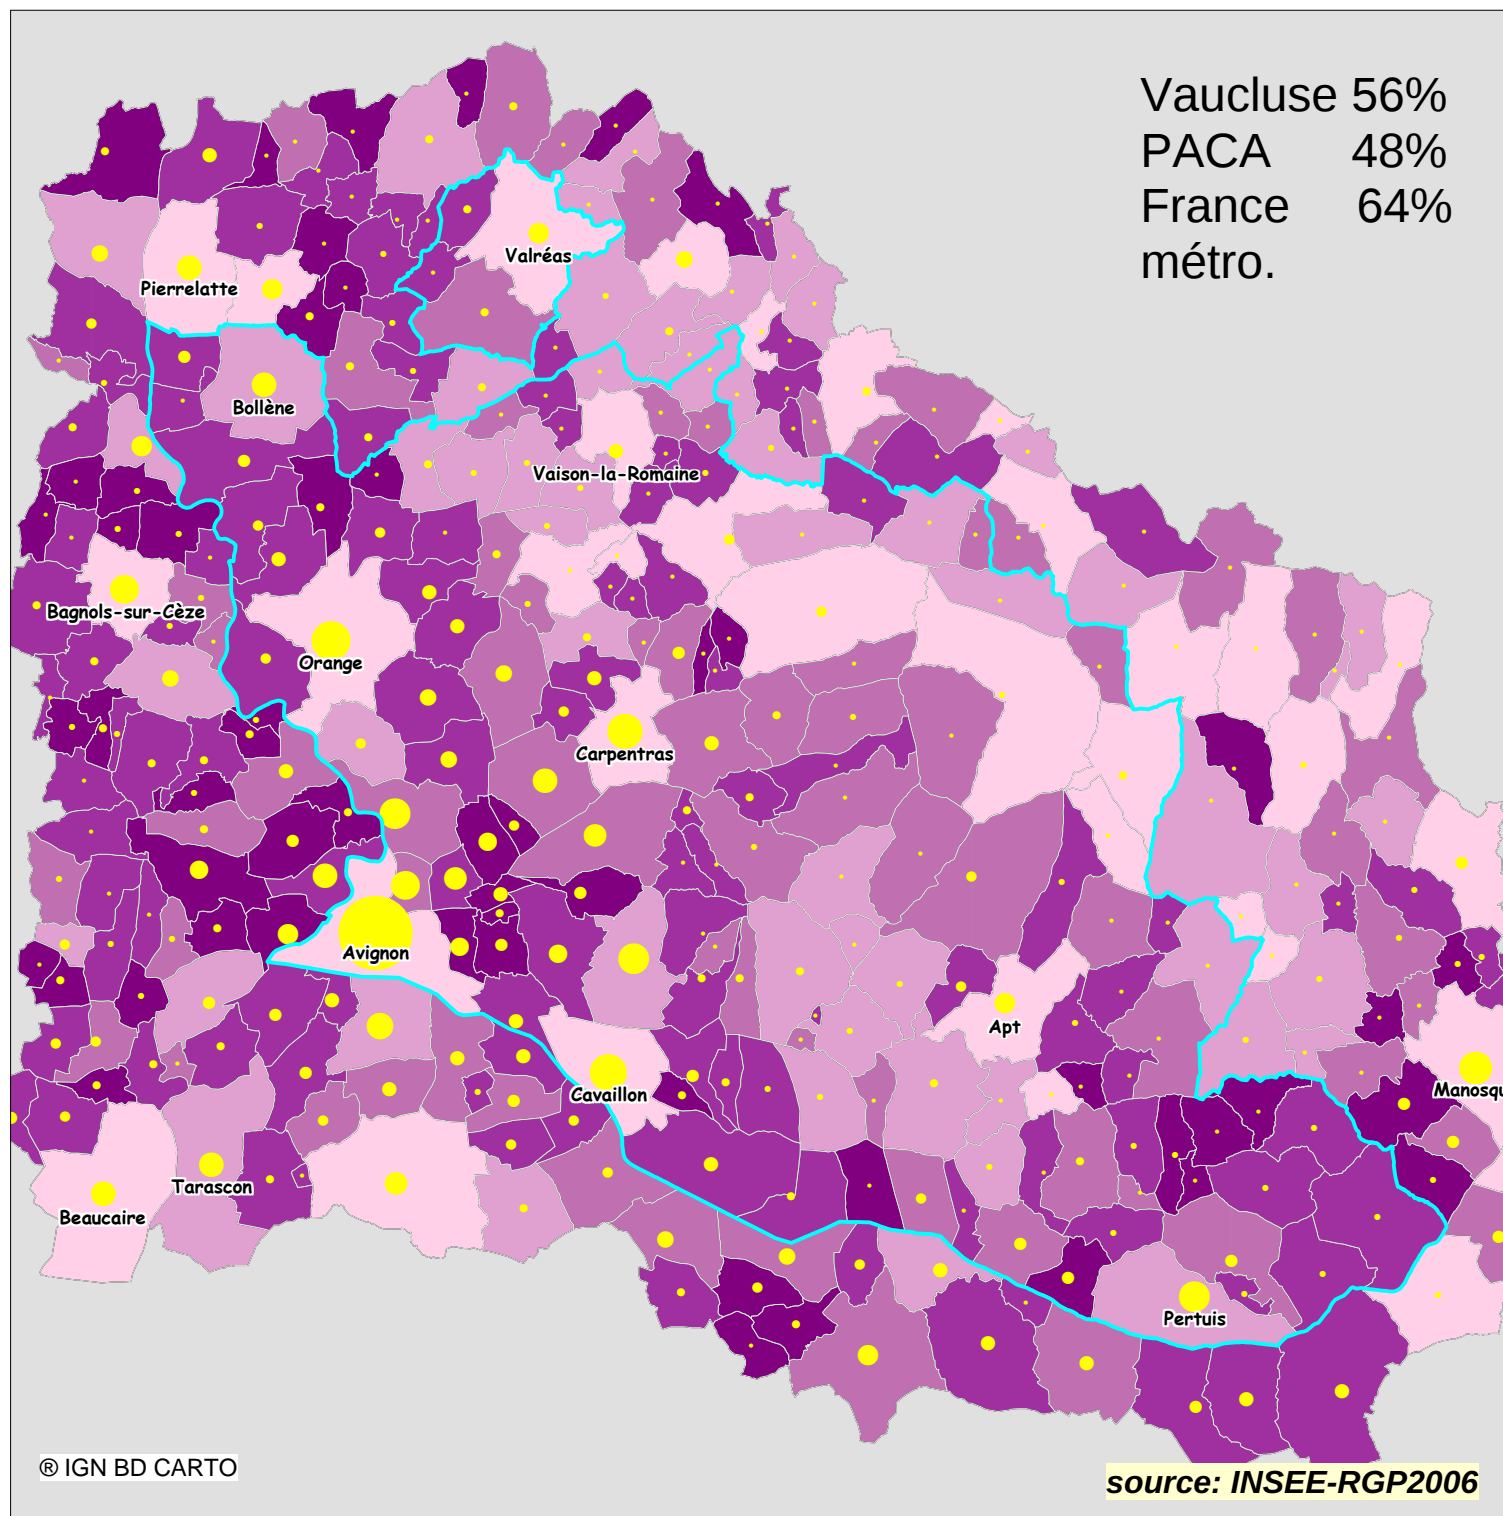 Vaucluse 56%
PACA 48%
France 64%
métro.
Valréas
Pierrelatte
Bollène
Vaison-la-Romaine
Bagnols-sur-Cèze
Orange
Carpentras
Avignon
Apt
Cavaillon
Manosqu
Tarascon
Beaucaire
Pertuis
® IGN BD CARTO
source: INSEE-RGP2006